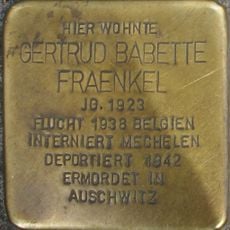 HIER WOHNTE
GERTRUD BABETTE
FRAENKEL
JG. 1923
FLUCHT 1938 BELGIEN
INTERNIERT MECHELEN
DEPORTIERT 1942
ERMORDET IN
AUSCHWITZ